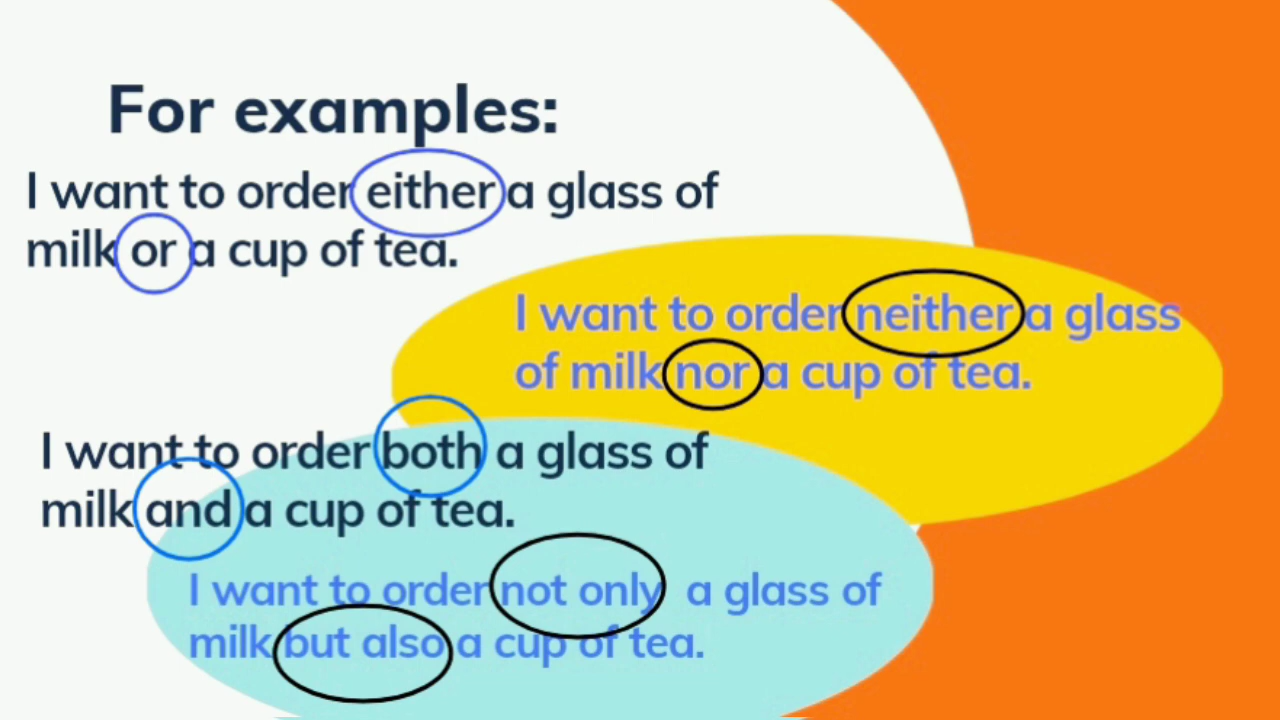 For examples:
I want to order either a glass of
milk or a cup of tea.
I want to order neither a glass
of milk nor a cup of tea.
I want to order both a glass of
milk and a cup of tea.
I want to order not only a glass of
milk but also a cup of tea.